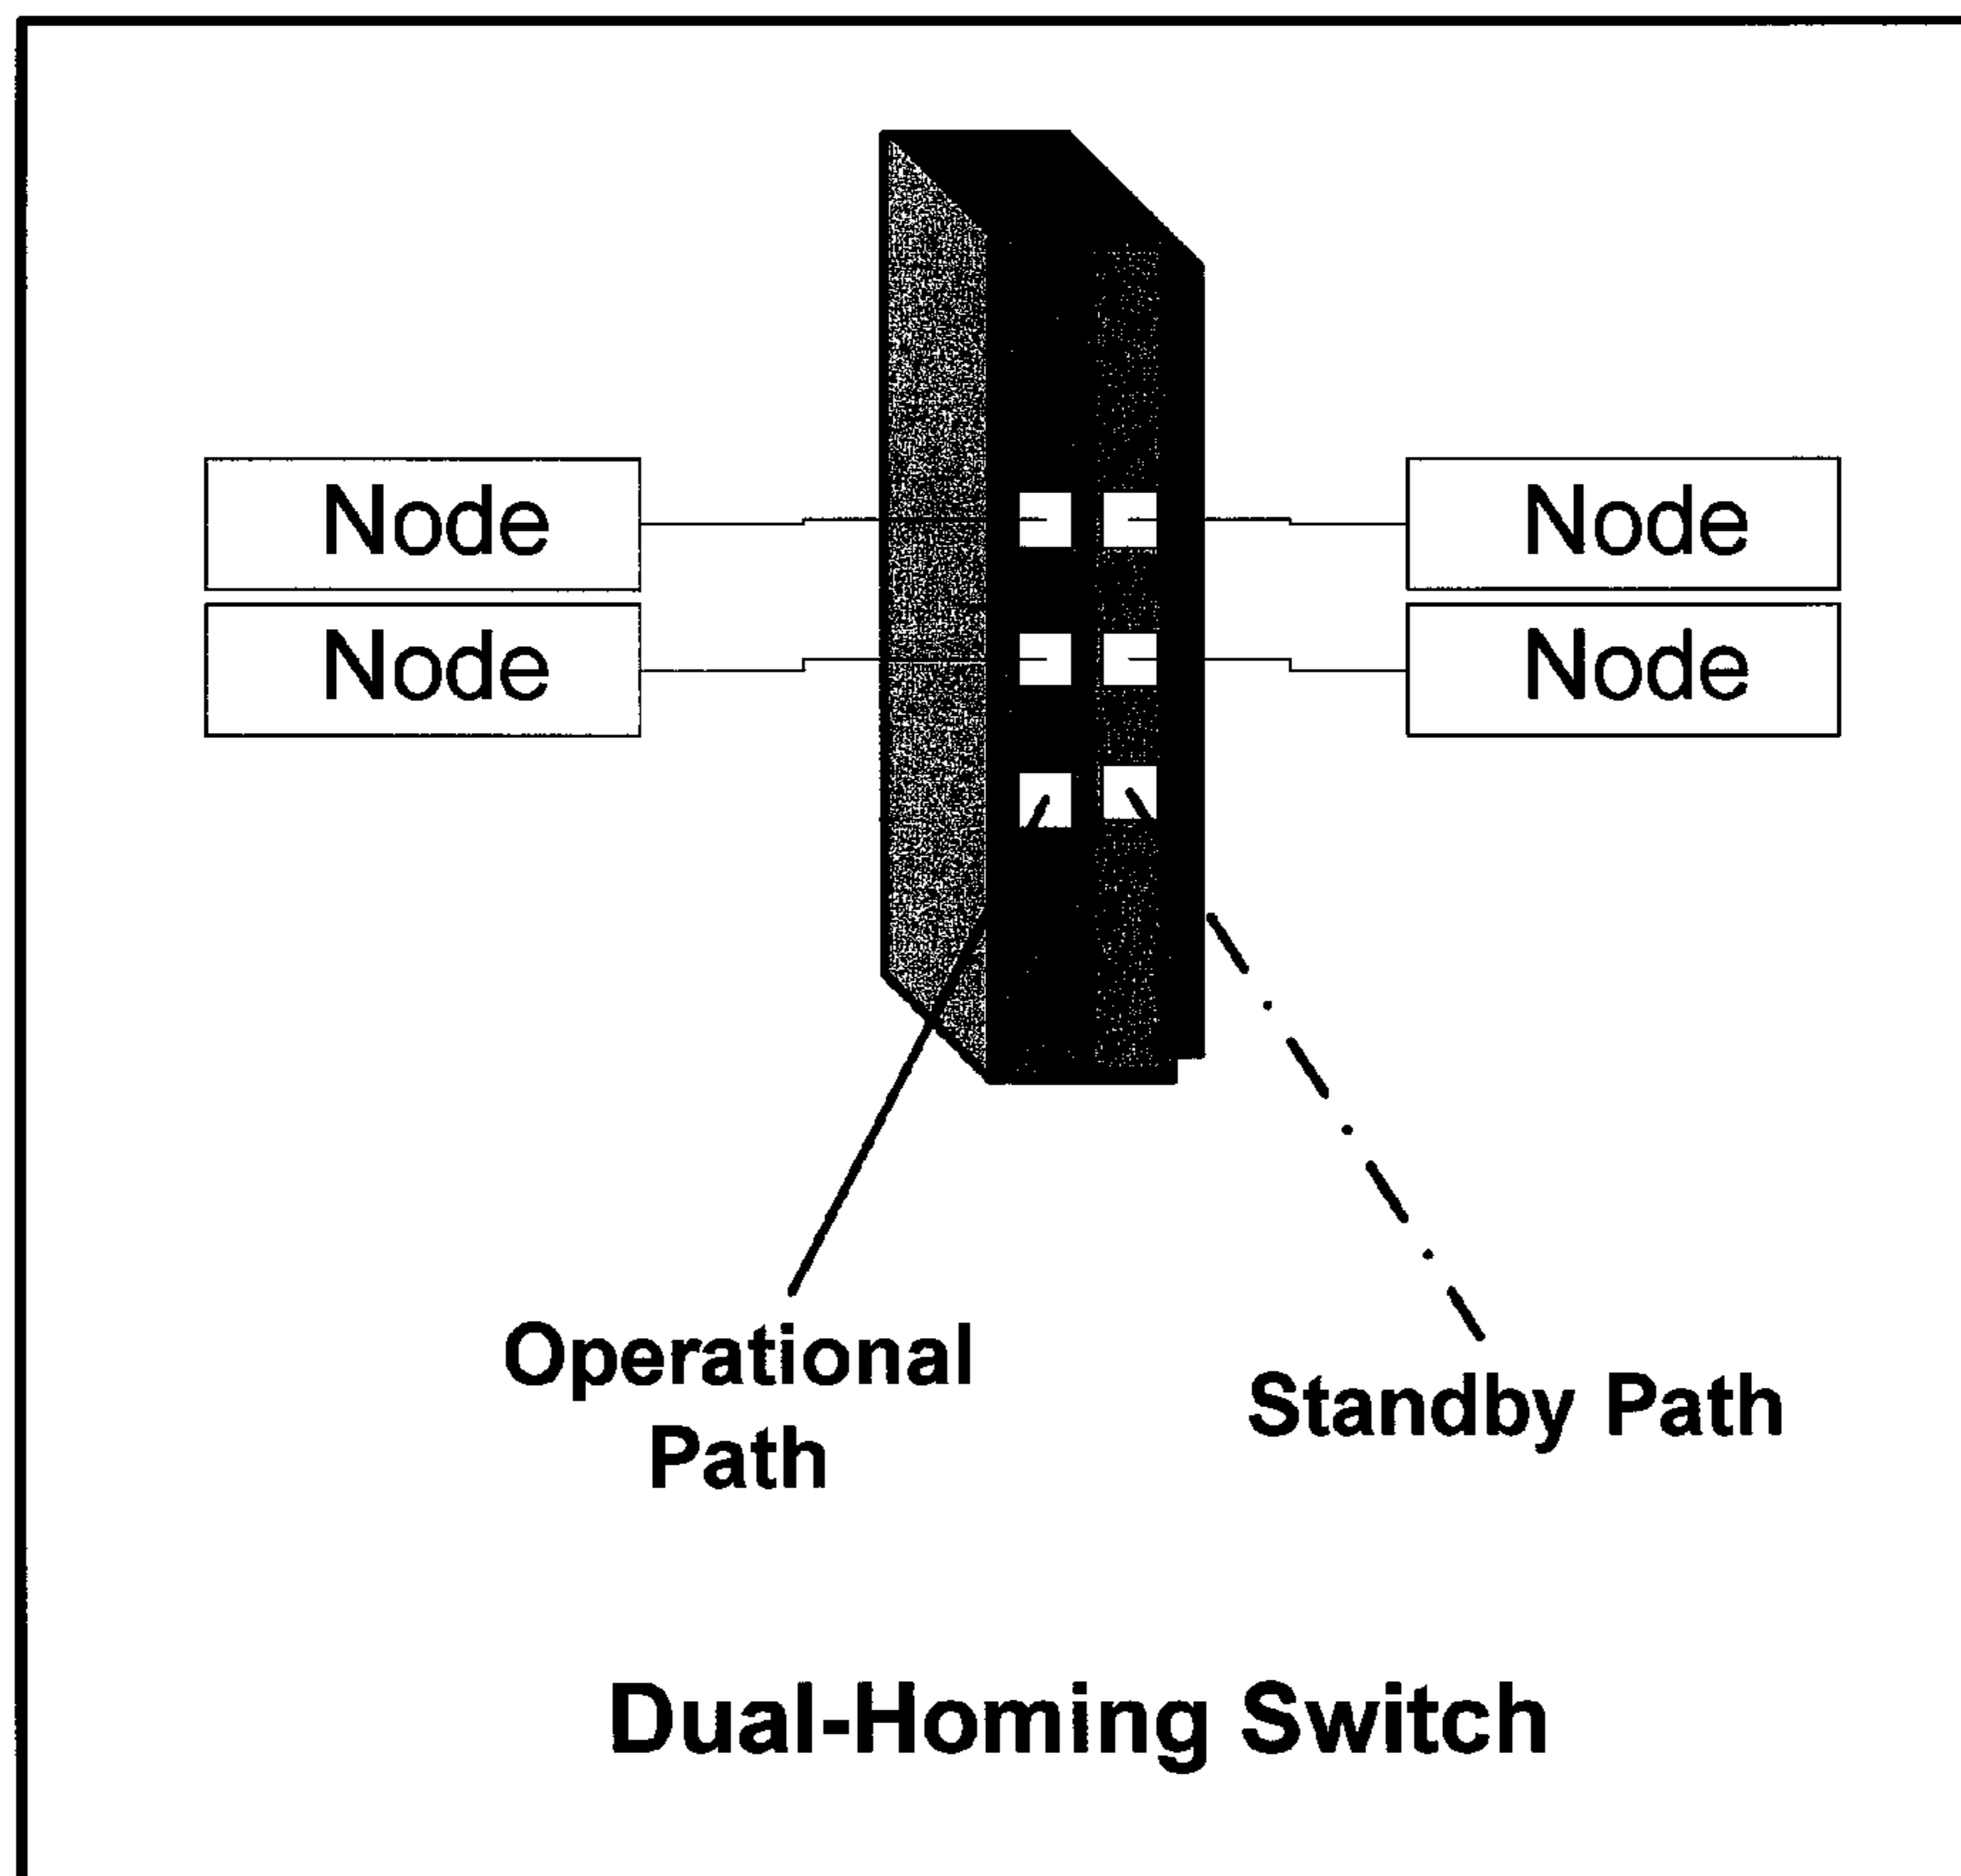 Node
Node
Node
Node
Operational
Path
Standby Path
Dual-Homing Switch